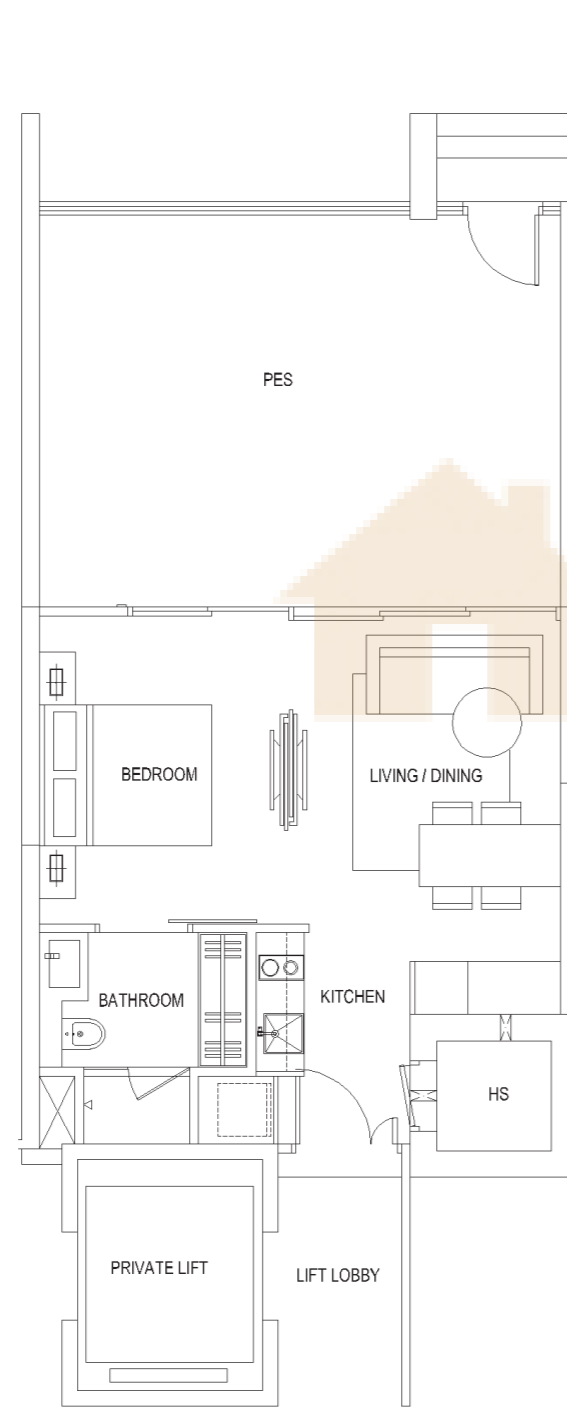 PES
BEDROOM
LIVING / DINING
BATHROOM
KITCHEN
HS
PRIVATE LIFT
LIFT LOBBY